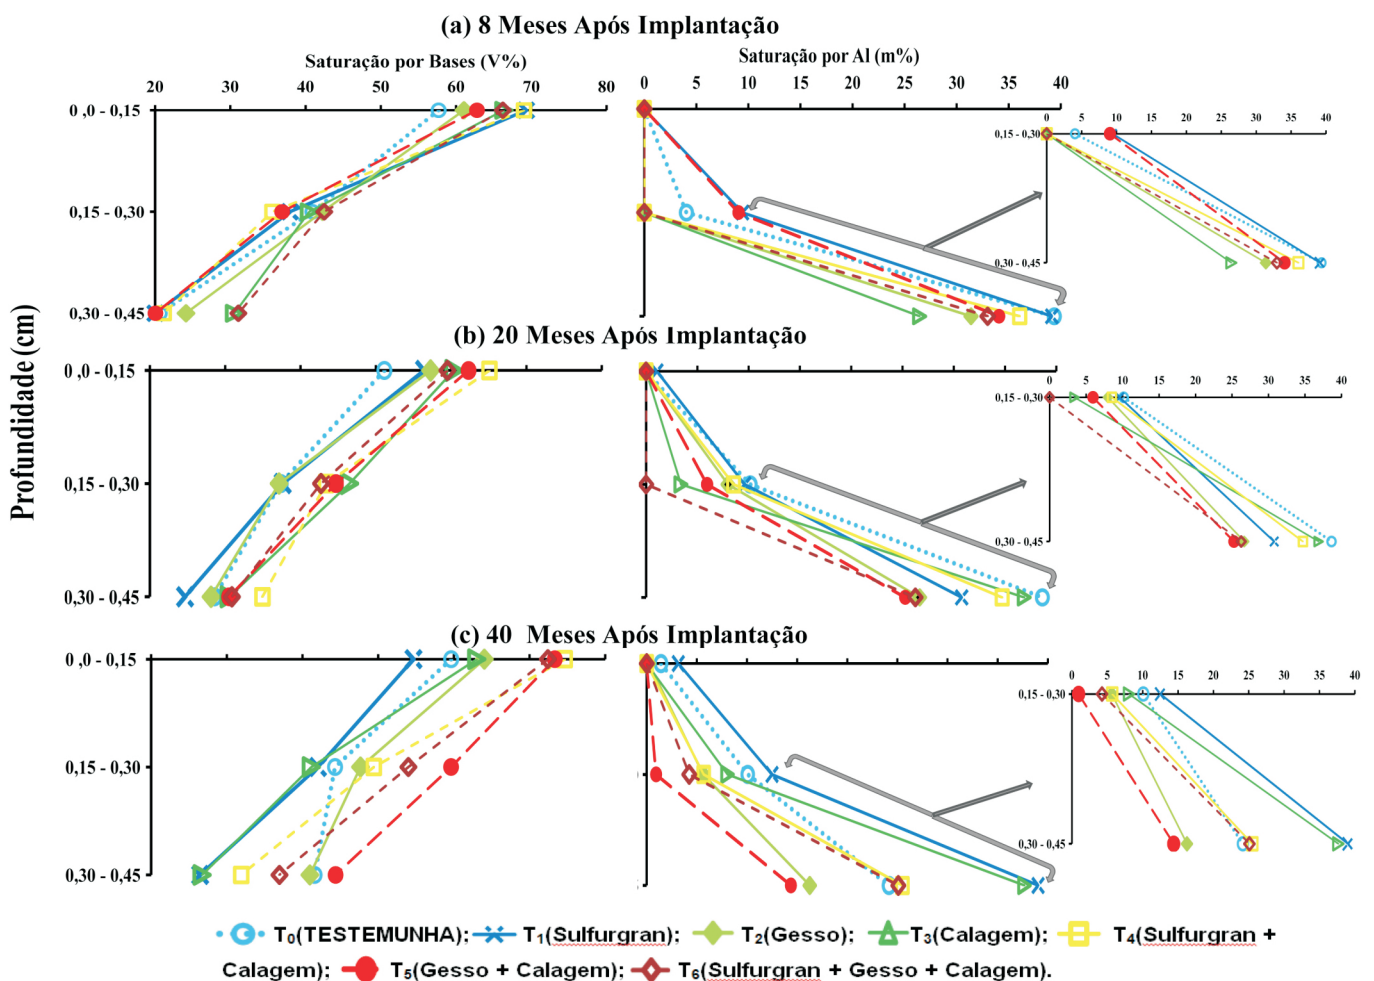 (a) 8 Meses Após Implantação
Saturação por Bases (V%)
Saturação por Al (m%)
20 30 40 50 60 70 80
0 5 10 15 20 25 30 35 40
0 ,0 - 0,15
0,15 - 0,30
0,30 - 0,45
0 5 10 15 20 25 30 35 40
0,15 - 0,30
0,30 - 0,45
Profundidade (cm)
(b) 20 Meses Após Implantação
0 ,0 - 0,15
0,15 - 0,30
0,30 - 0,45
0 5 10 15 20 25 30 35 40
0,15 - 0,30
0,30 - 0,45
(c) 40 Meses Após Implantação
0 ,0 - 0,15
0,15 - 0,30
0,30 - 0,45
0 5 10 15 20 25 30 35 40
0,15 - 0,30
0,30 - 0,45
T0(TESTEMUNHA); T1(Sulfurgran); T2(Gesso); T3(Calagem); T4(Sulfurgran +
Calagem); T5(Gesso + Calagem); T6(Sulfurgran + Gesso + Calagem).